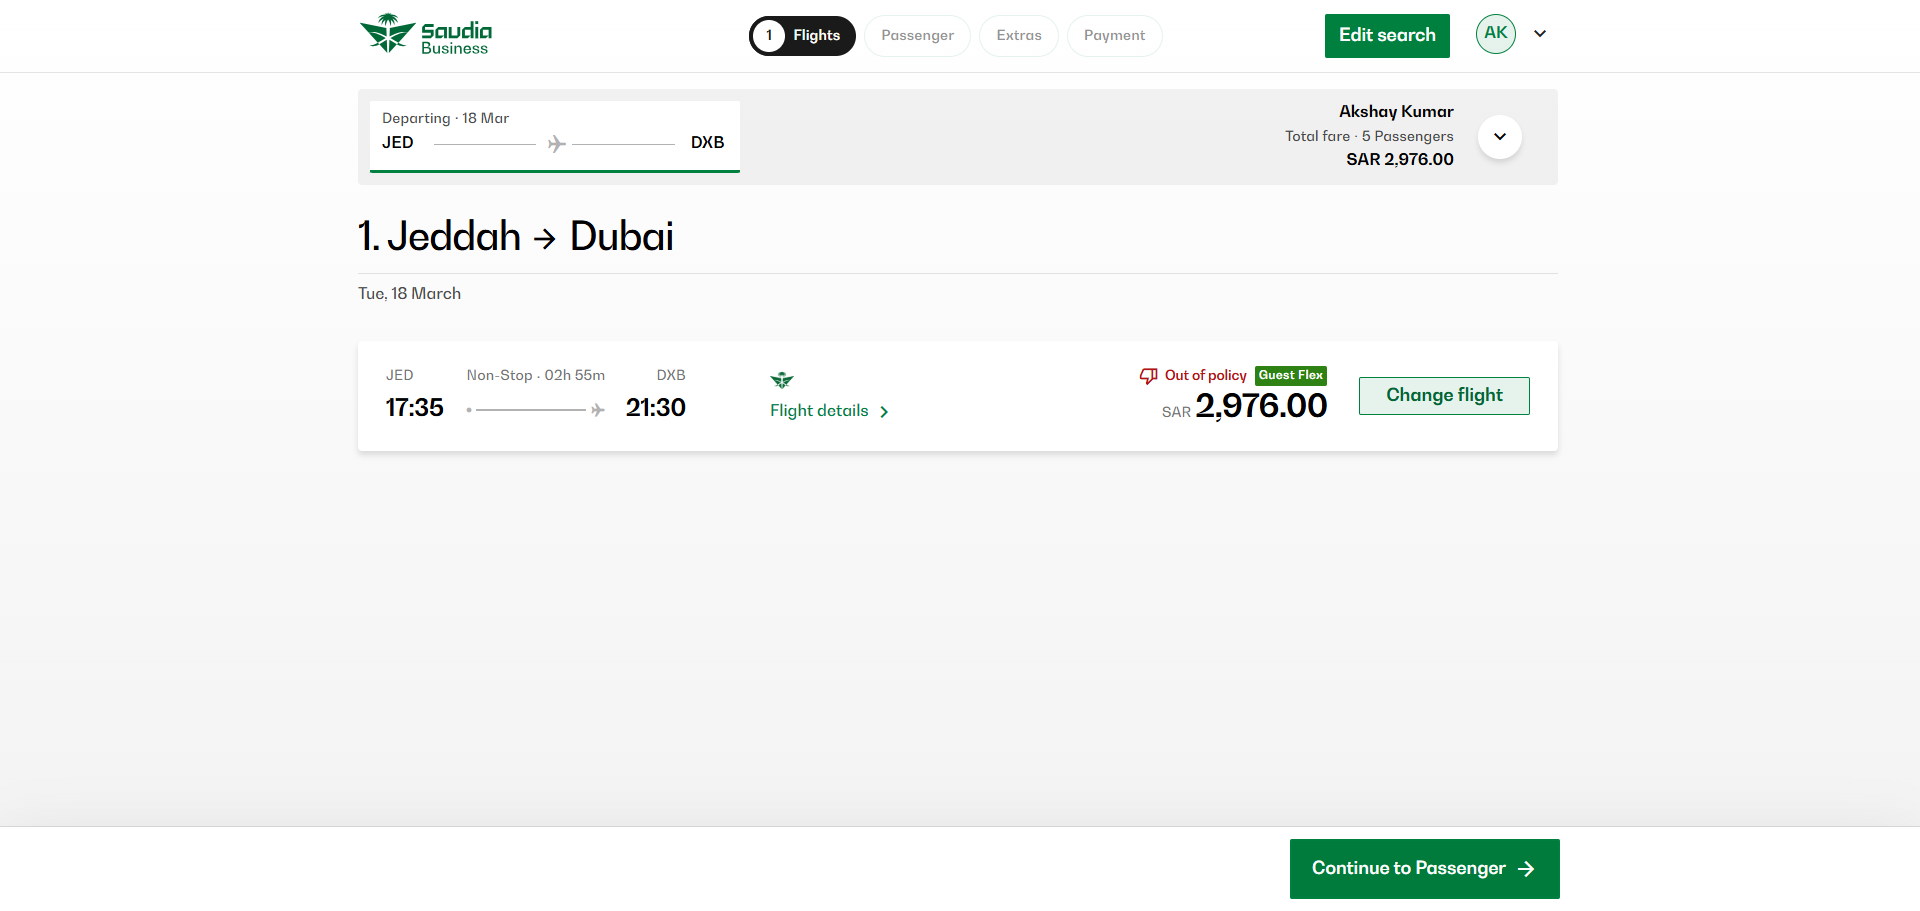 Saudia
Business
1 Flights
Passenger
Extras
Payment
Edit search
AK
Departing · 18 Mar
JED DXB
Akshay Kumar
Total fare · 5 Passengers
SAR 2,976.00
1. Jeddah → Dubai
Tue, 18 March
JED Non-Stop · 02h 55m DXB
17:35 21:30
Flight details
Out of policy Guest Flex
SAR 2,976.00
Change flight
Continue to Passenger →